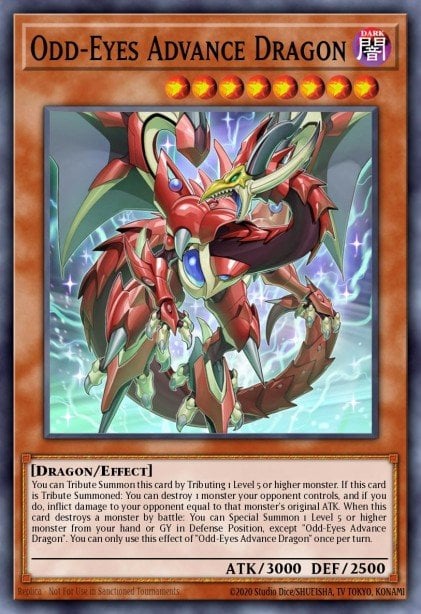 ODD-EYES ADVANCE DRAGON
DARK
闇
[DRAGON/EFFECT]
You can Tribute Summon this card by Tributing 1 Level 5 or higher monster. If this card
is Tribute Summoned: You can destroy 1 monster your opponent controls, and if you
do, inflict damage to your opponent equal to that monster's original ATK. When this
card destroys a monster by battle: You can Special Summon 1 Level 5 or higher
monster from your hand or GY in Defense Position, except "Odd-Eyes Advance
Dragon". You can only use this effect of "Odd-Eyes Advance Dragon" once per turn.
ATK/3000 DEF/2500
Replica - Not For Use in Sanctioned Tournaments ©2020 Studio Dice/SHUEISHA, TV TOKYO, KONAMI